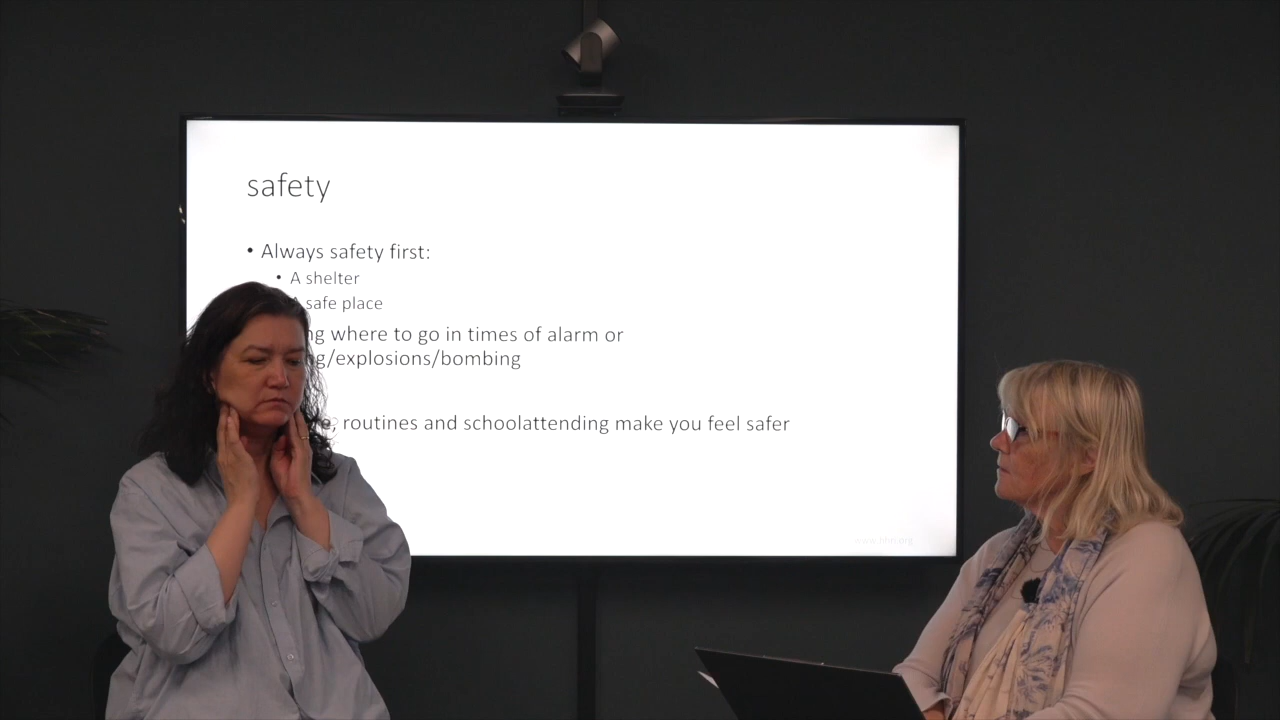 safety
• Always safety first:
• A shelter
safe place
where to go in times of alarm or
/explosions/bombing
routines and schoolattending make you feel safer